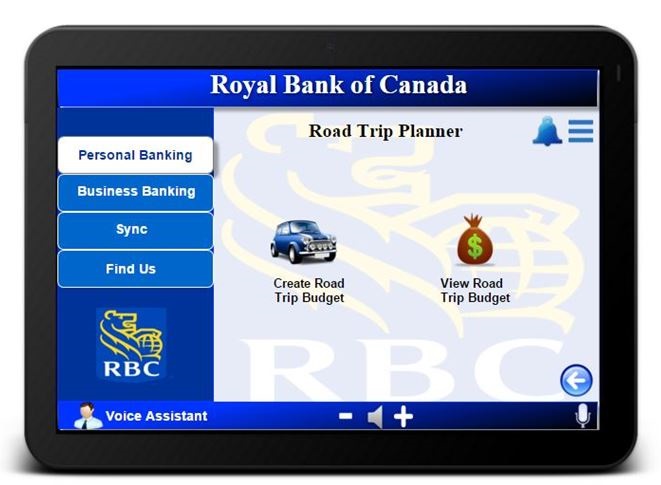 Royal Bank of Canada
Road Trip Planner
Personal Banking
Business Banking
Sync
Find Us
Create Road
Trip Budget
View Road
Trip Budget
$
RBC
RBC
Voice Assistant